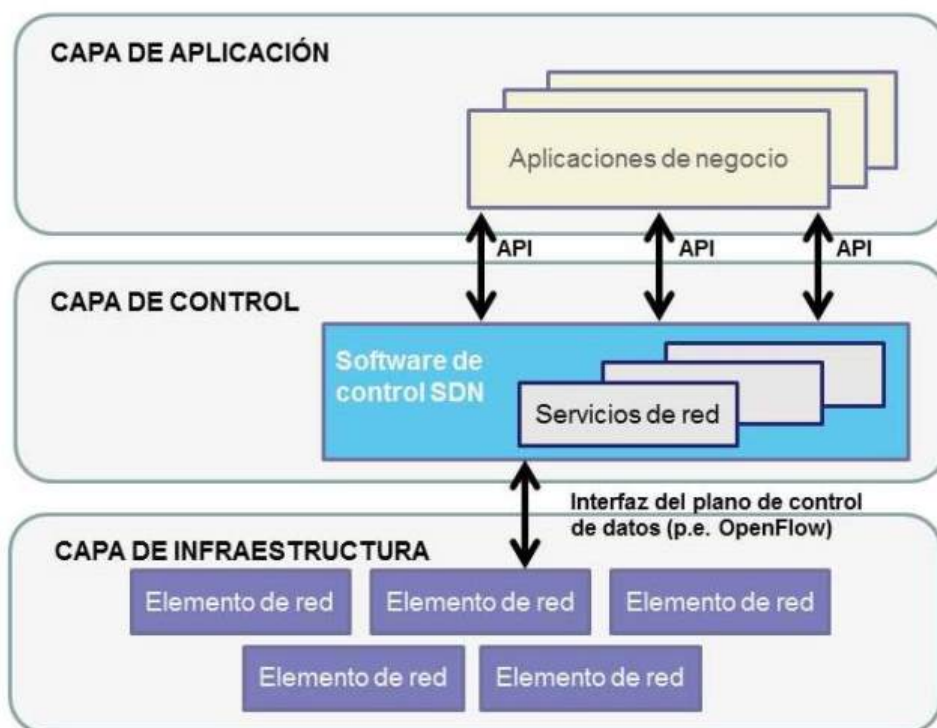 CAPA DE APLICACIÓN
Aplicaciones de negocio
API
API
API
CAPA DE CONTROL
Software de
control SDN
Servicios de red
Interfaz del plano de control
de datos (p.e. OpenFlow)
CAPA DE INFRAESTRUCTURA
Elemento de red
Elemento de red
Elemento de red
Elemento de red
Elemento de red